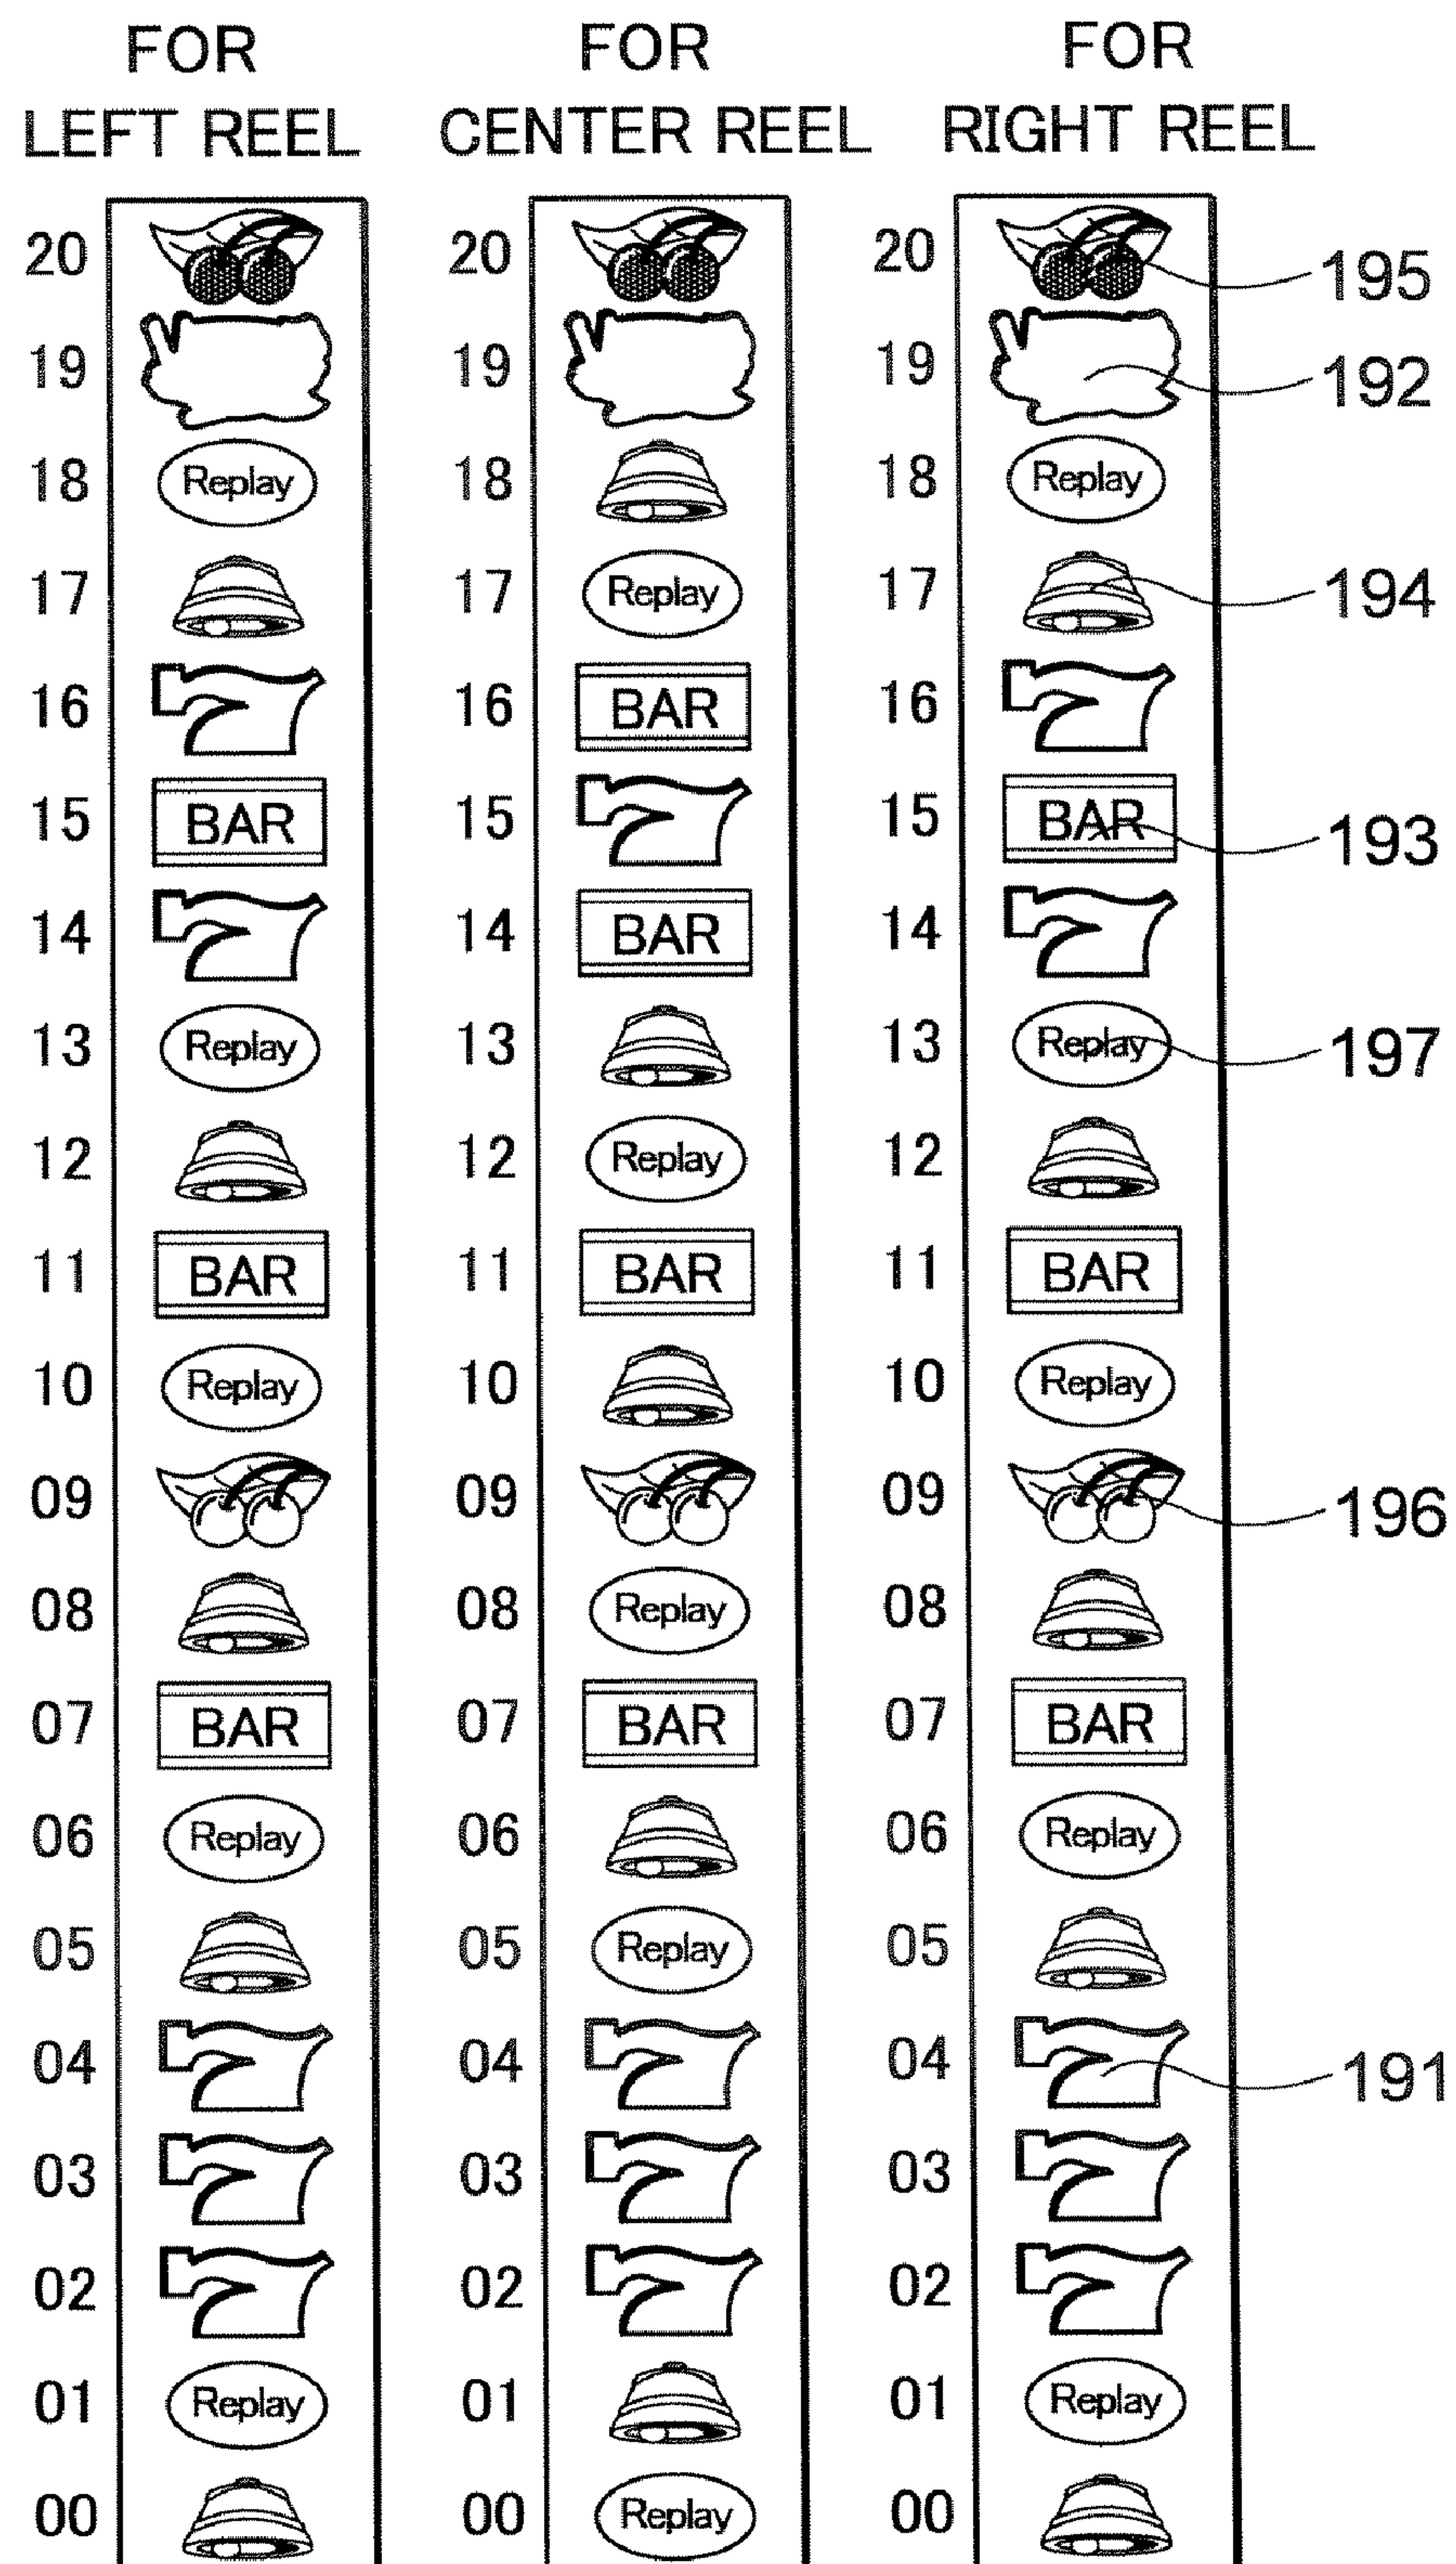 FOR FOR FOR
LEFT REEL CENTER REEL RIGHT REEL
20 20 20 195
19 19 19 192
18 Replay 18 18 Replay
17 17 Replay 17 194
16 16 BAR 16
15 BAR 15 15 BAR 193
14 14 BAR 14
13 Replay 13 13 Replay 197
12 12 Replay 12
11 BAR 11 BAR 11 BAR
10 Replay 10 10 Replay
09 09 09 196
08 08 Replay 08
07 BAR 07 BAR 07 BAR
06 Replay 06 06 Replay
05 05 Replay 05
04 04 04 191
03 03 03
02 02 02
01 Replay 01 01 Replay
00 00 Replay 00